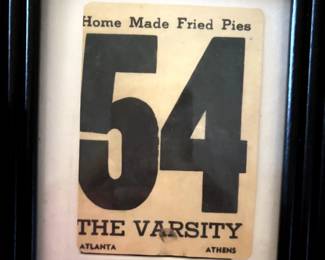 Home Made Fried Pies
54
THE VARSITY
ATLANTA ATHENS